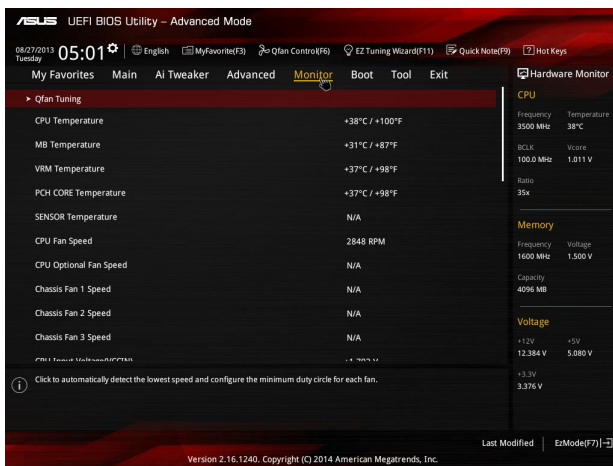 ASUS UEFI BIOS Utility – Advanced Mode
08/27/2013
Tuesday
05:01
English
MyFavorite(F3)
Qfan Control(F6)
EZ Tuning Wizard(F11)
Quick Note(F9)
? Hot Keys
My Favorites Main Ai Tweaker Advanced Monitor Boot Tool Exit
Hardware Monitor
> Qfan Tuning
CPU Temperature +38°C / +100°F
MB Temperature +31°C / +87°F
VRM Temperature +37°C / +98°F
PCH CORE Temperature +37°C / +98°F
SENSOR Temperature N/A
CPU Fan Speed 2848 RPM
CPU Optional Fan Speed N/A
Chassis Fan 1 Speed N/A
Chassis Fan 2 Speed N/A
Chassis Fan 3 Speed N/A
CPU Input Voltage(VCCIN) +1.792 V
CPU
Frequency Temperature
3500 MHz 38°C
BCLK Vcore
100.0 MHz 1.011 V
Ratio
35x
Memory
Frequency Voltage
1600 MHz 1.500 V
Capacity
4096 MB
Voltage
+12V +5V
12.384 V 5.080 V
+3.3V
3.376 V
i Click to automatically detect the lowest speed and configure the minimum duty circle for each fan.
Last Modified
EzMode(F7)
Version 2.16.1240. Copyright (C) 2014 American Megatrends, Inc.